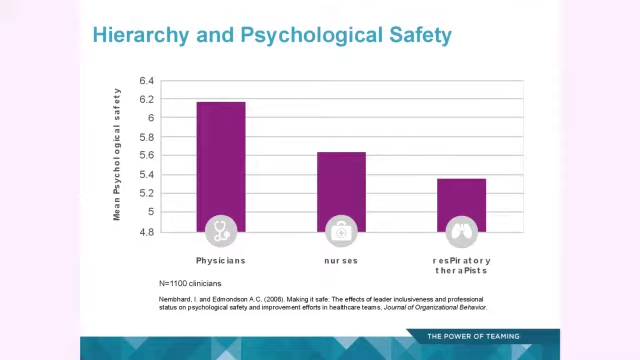 Hierarchy and Psychological Safety
Mean Psychological safety
6.4
6.2
6
5.8
5.6
5.4
5.2
5
4.8
Physicians
nurses
resPiratory
theraPists
N=1100 clinicians
Nembhard, I. and Edmondson A.C. (2006). Making it safe: The effects of leader inclusiveness and professional
status on psychological safety and improvement efforts in healthcare teams, Journal of Organizational Behavior.
THE POWER OF TEAMING